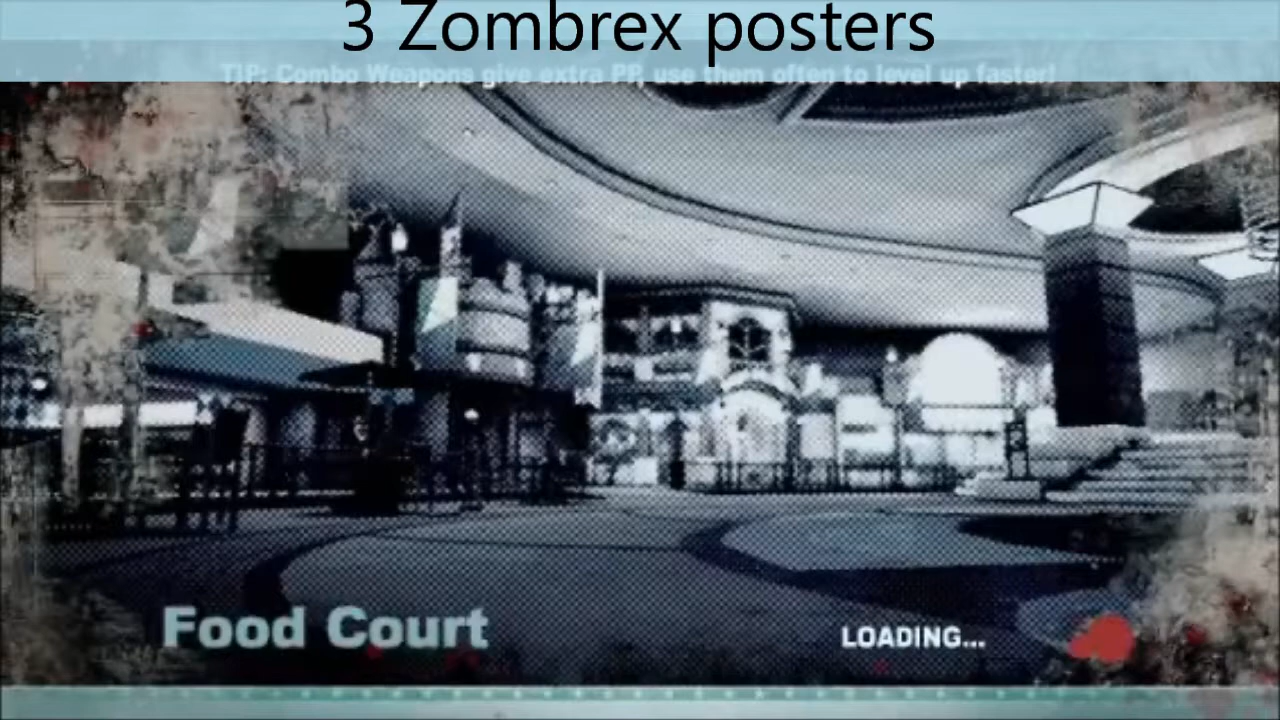 3 Zombrex posters
TIP: Combo Weapons give extra PP, use them often to level up faster!
Food Court
LOADING...